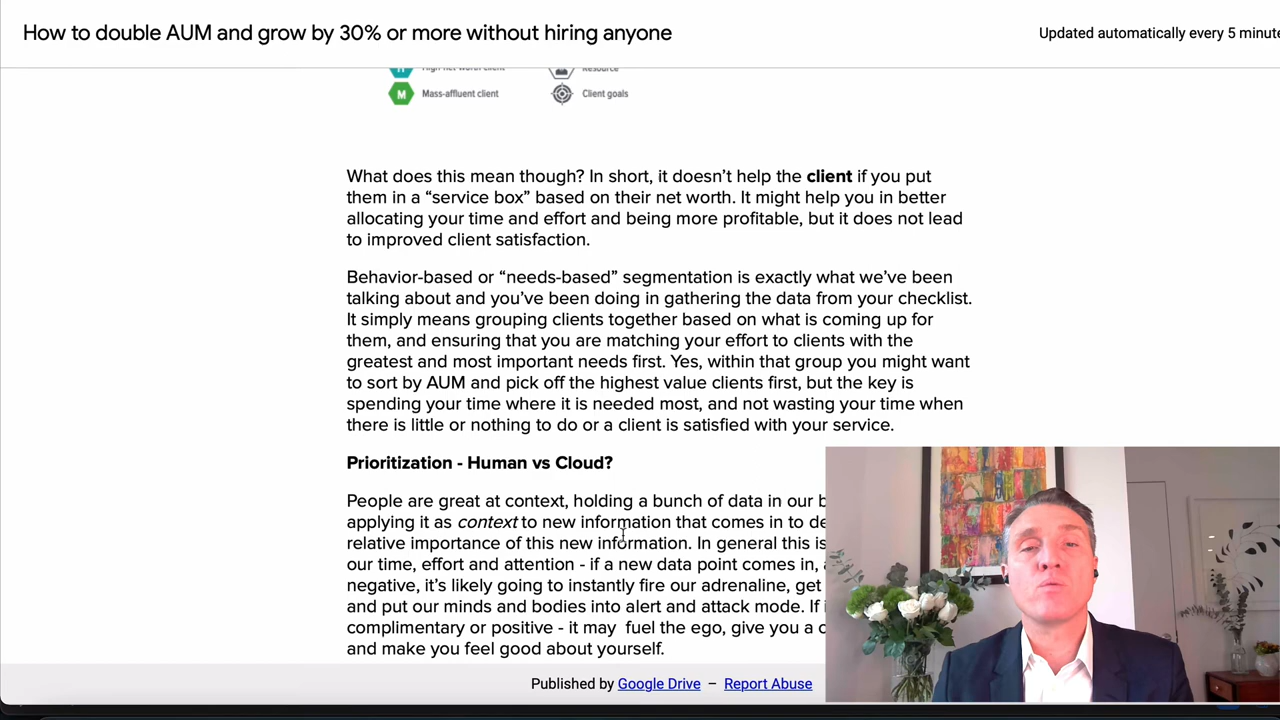 How to double AUM and grow by 30% or more without hiring anyone
Updated automatically every 5 minute
Mass-affluent client
Client goals
What does this mean though? In short, it doesn’t help the client if you put
them in a “service box” based on their net worth. It might help you in better
allocating your time and effort and being more profitable, but it does not lead
to improved client satisfaction.
Behavior-based or “needs-based” segmentation is exactly what we’ve been
talking about and you’ve been doing in gathering the data from your checklist.
It simply means grouping clients together based on what is coming up for
them, and ensuring that you are matching your effort to clients with the
greatest and most important needs first. Yes, within that group you might want
to sort by AUM and pick off the highest value clients first, but the key is
spending your time where it is needed most, and not wasting your time when
there is little or nothing to do or a client is satisfied with your service.
Prioritization - Human vs Cloud?
People are great at context, holding a bunch of data in our
applying it as context to new information that comes in to
relative importance of this new information. In general this is
our time, effort and attention - if a new data point comes in,
negative, it’s likely going to instantly fire our adrenaline, get
and put our minds and bodies into alert and attack mode. If
complimentary or positive - it may fuel the ego, give you a
and make you feel good about yourself.
Published by Google Drive – Report Abuse
M